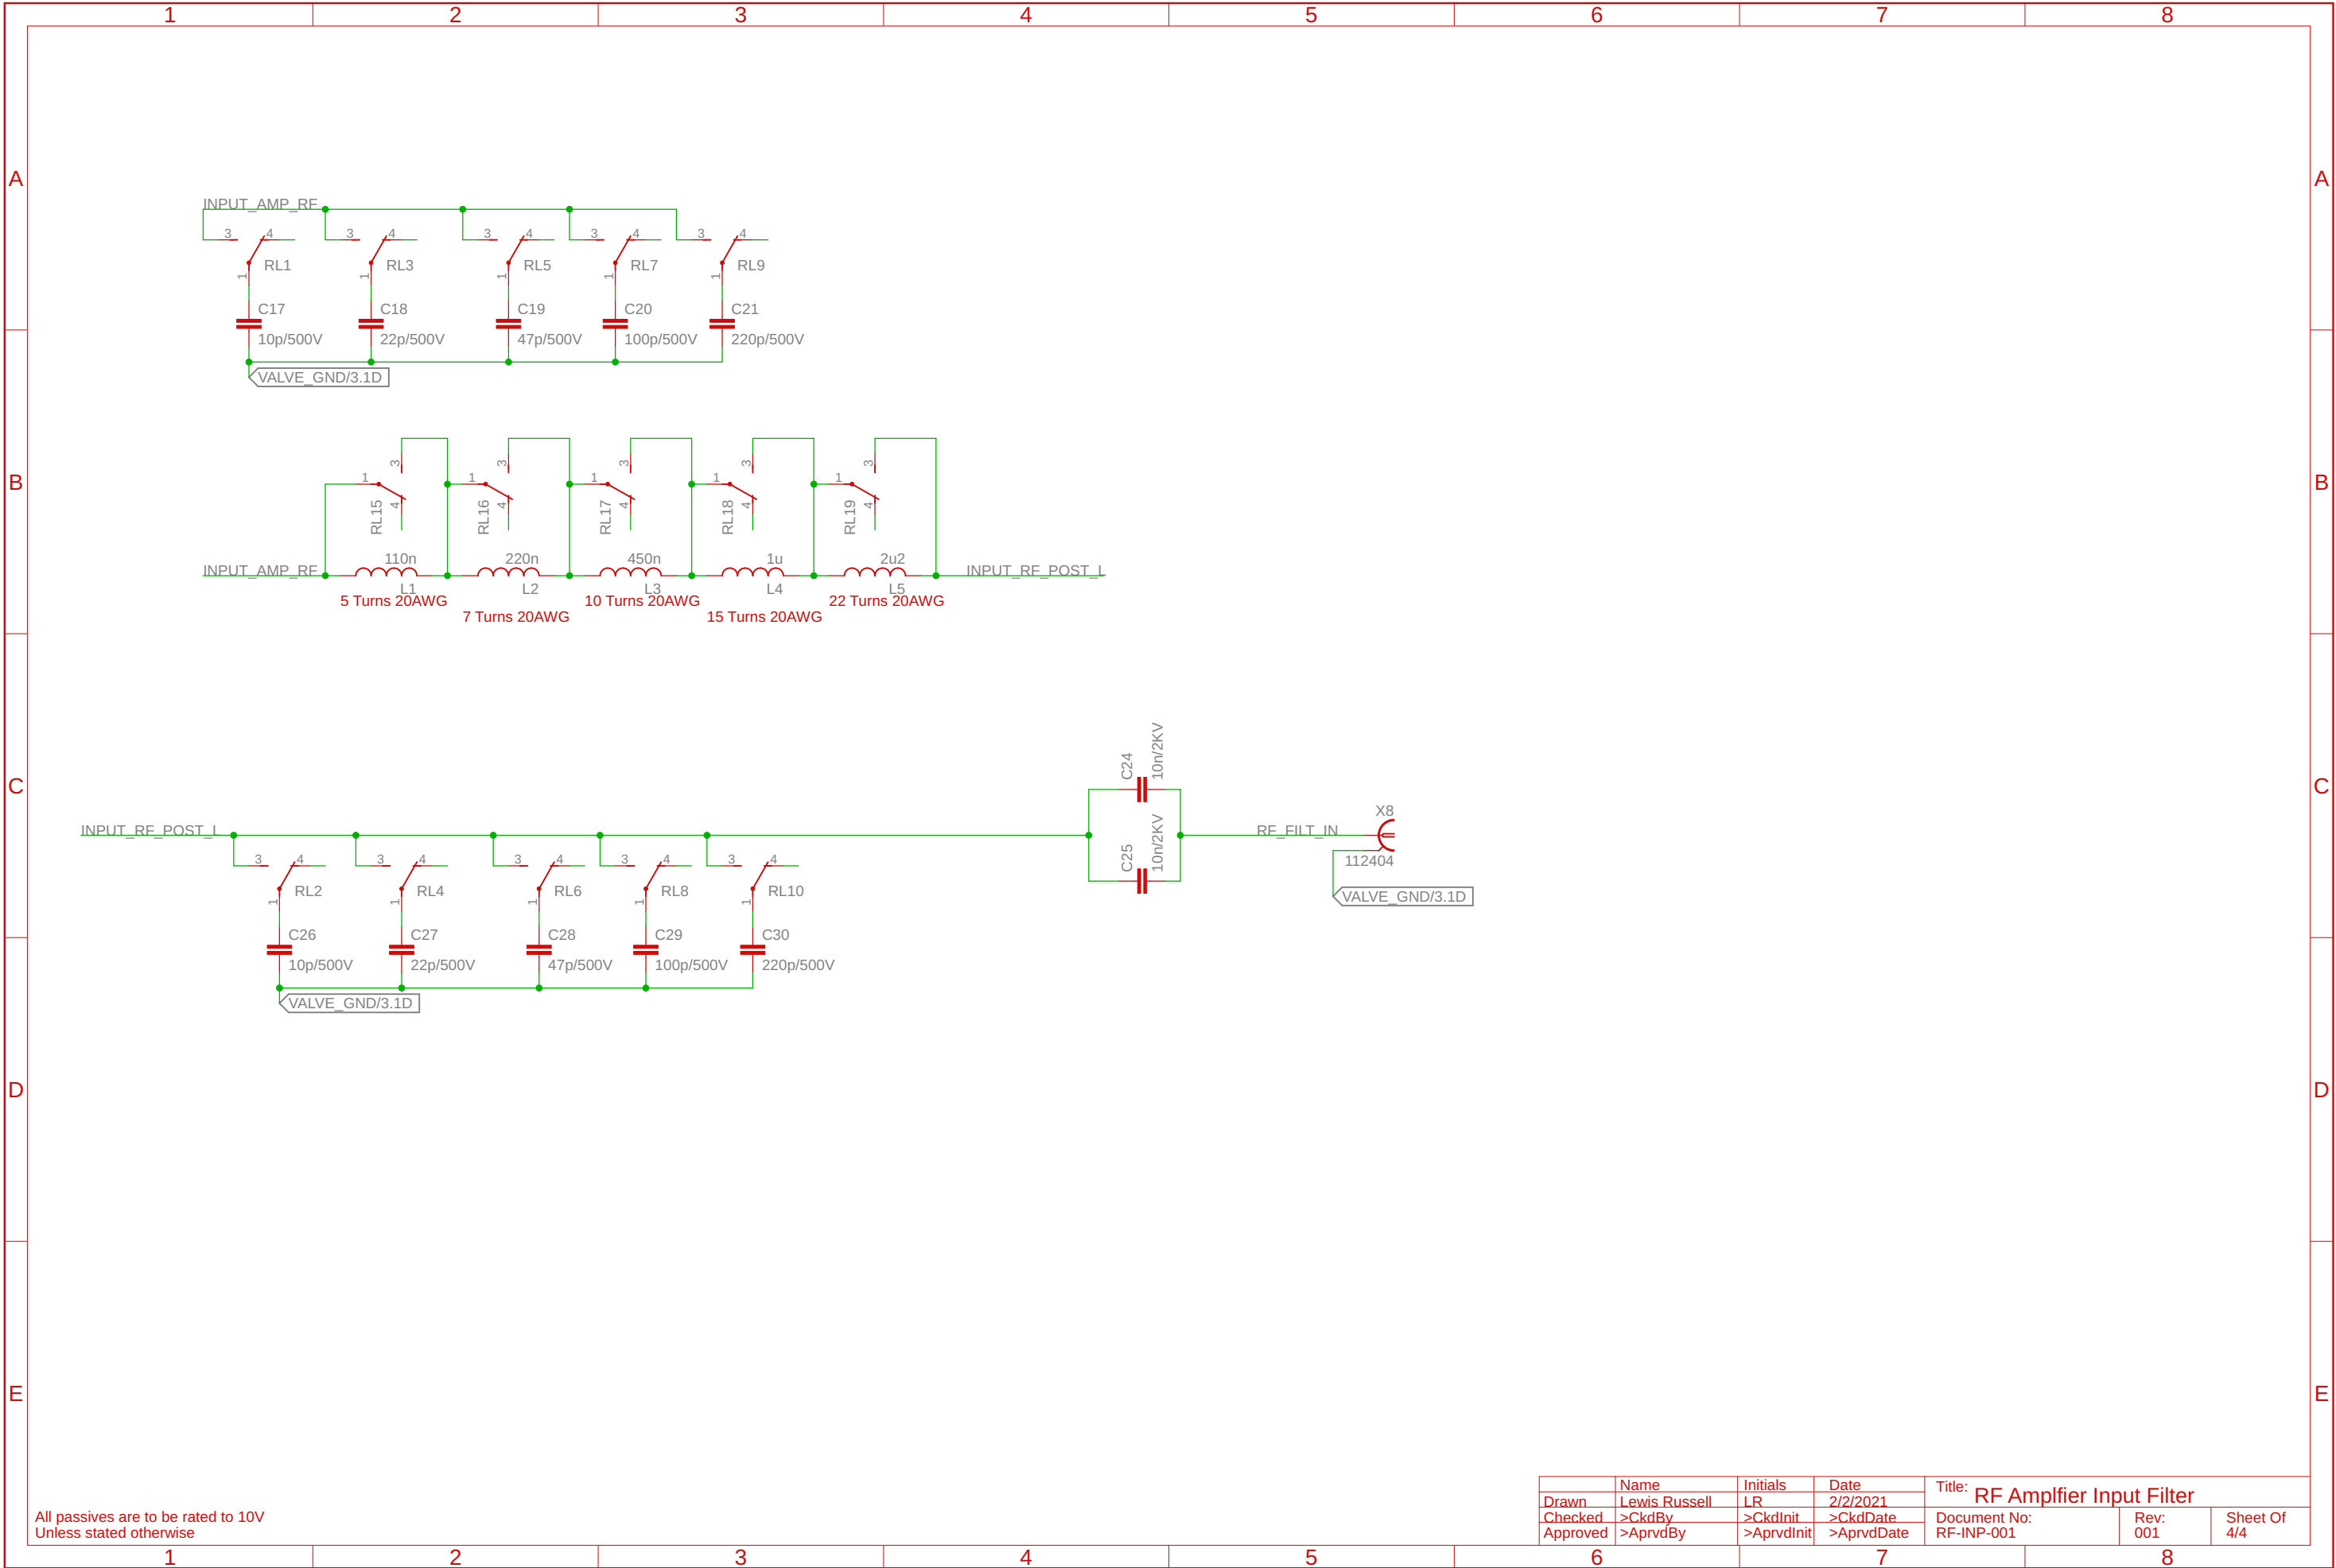 1 2 3 4 5 6 7 8
A A
INPUT_AMP_RF
3 4 3 4 3 4 3 4 3 4
RL1 RL3 RL5 RL7 RL9
1 1 1 1 1
C17 C18 C19 C20 C21
10p/500V 22p/500V 47p/500V 100p/500V 220p/500V
VALVE_GND/3.1D
B B
3 3 3 3 3
1 1 1 1 1
RL15 4 RL16 4 RL17 4 RL18 4 RL19 4
110n 220n 450n 1u 2u2
INPUT_AMP_RF INPUT_RF_POST_L
L1 L2 L3 L4 L5
5 Turns 20AWG 10 Turns 20AWG 22 Turns 20AWG
7 Turns 20AWG 15 Turns 20AWG
C24 10n/2KV
C C
X8
INPUT_RF_POST_L RF_FILT_IN
C25 10n/2KV
112404
3 4 3 4 3 4 3 4 3 4
RL2 RL4 RL6 RL8 RL10
VALVE_GND/3.1D
1 1 1 1 1
C26 C27 C28 C29 C30
10p/500V 22p/500V 47p/500V 100p/500V 220p/500V
VALVE_GND/3.1D
D D
E E
All passives are to be rated to 10V
Unless stated otherwise
Name Initials Date
Title: RF Amplfier Input Filter
Drawn Lewis Russell LR 2/2/2021
Checked >CkdBy >CkdInit >CkdDate Document No: Rev: Sheet Of
Approved >AprvdBy >AprvdInit >AprvdDate RF-INP-001 001 4/4
1 2 3 4 5 6 7 8